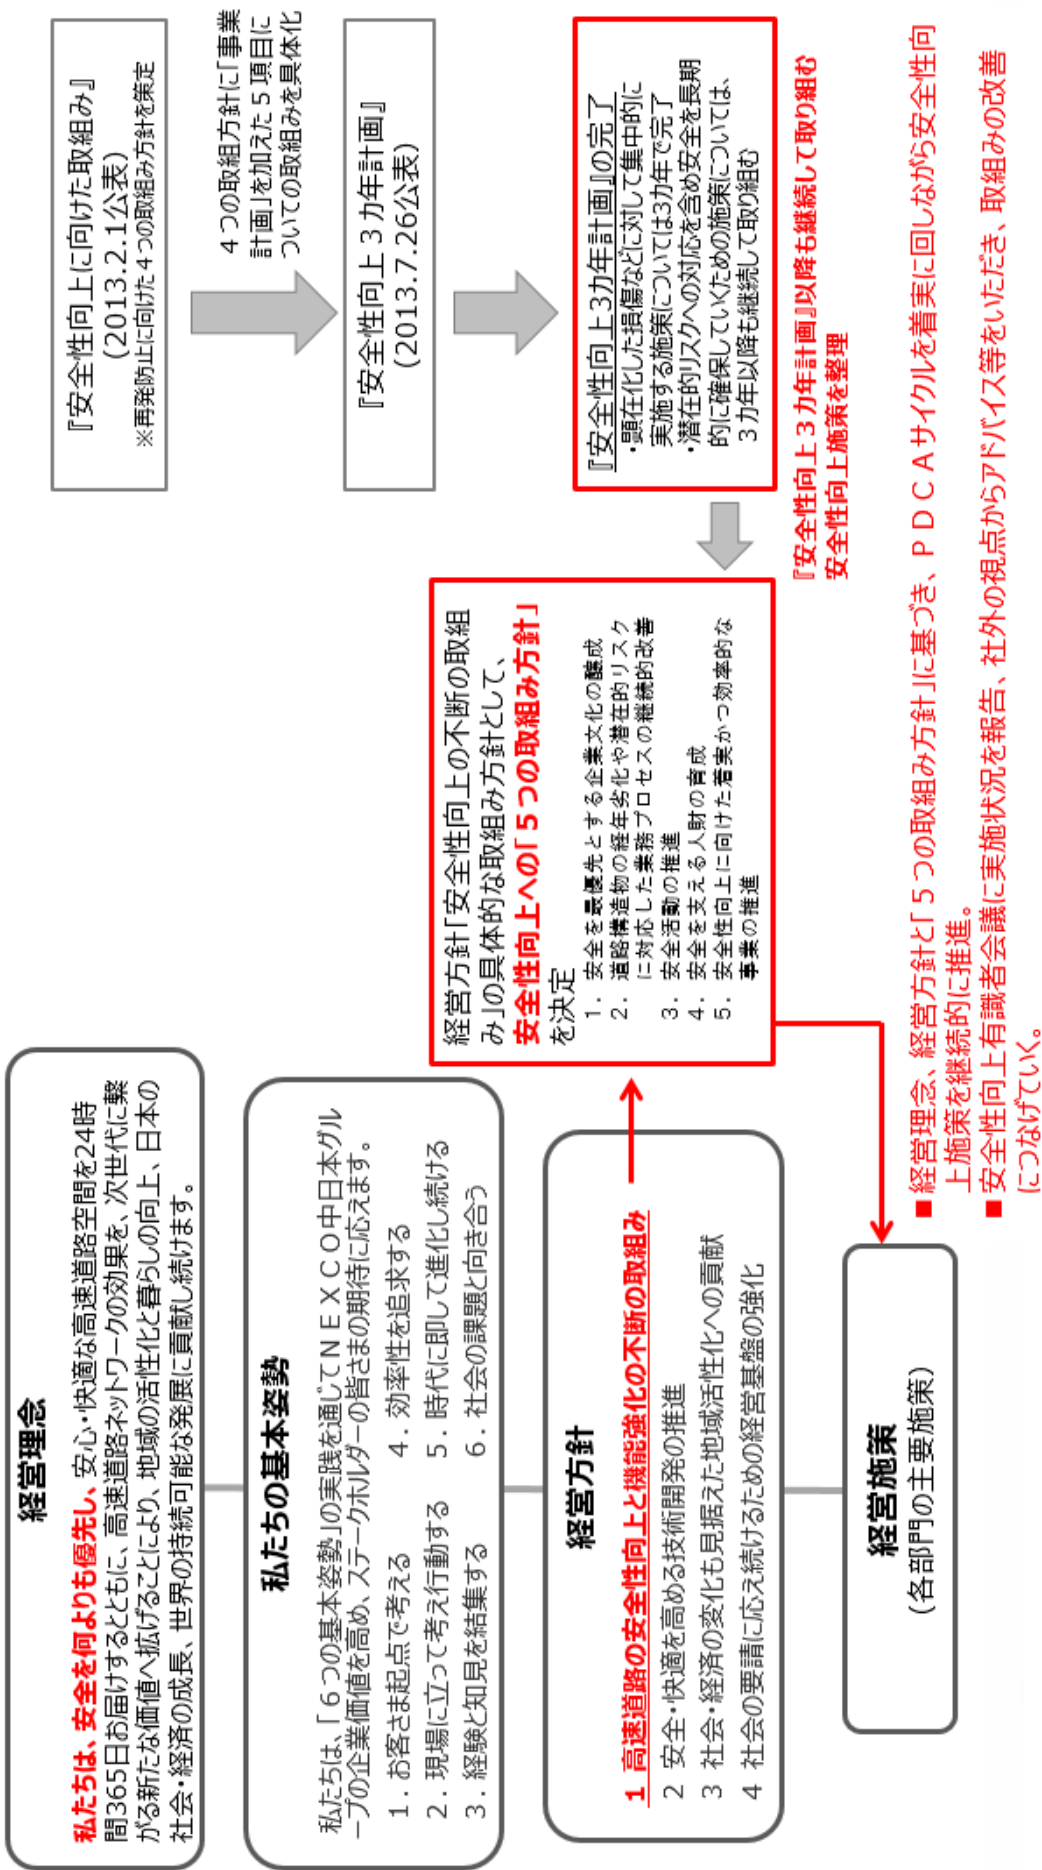 経営理念
私たちは、安全を何よりも優先し、安心・快適な高速道路空間を24時
間365日お届けするとともに、高速道路ネットワークの効果を、次世代に繋
がる新たな価値へ拡げることにより、地域の活性化と暮らしの向上、日本の
社会・経済の成長、世界の持続可能な発展に貢献し続けます。
私たちの基本姿勢
私たちは、「６つの基本姿勢」の実践を通じてＮＥＸＣＯ中日本グル
ープの企業価値を高め、ステークホルダーの皆さまの期待に応えます。
１．お客さま起点で考える　４．効率性を追求する
２．現場に立って考え行動する　５．時代に即して進化し続ける
３．経験と知見を結集する　６．社会の課題と向き合う
経営方針
１ 高速道路の安全性向上と機能強化の不断の取組み
２ 安全・快適を高める技術開発の推進
３ 社会・経済の変化も見据えた地域活性化への貢献
４ 社会の要請に応え続けるための経営基盤の強化
経営施策
（各部門の主要施策）
『安全性向上に向けた取組み』
（2013.2.1公表）
※再発防止に向けた４つの取組み方針を策定
４つの取組方針に「事業
計画」を加えた５項目に
ついての取組みを具体化
『安全性向上３カ年計画』
（2013.7.26公表）
『安全性向上3カ年計画』の完了
・顕在化した損傷などに対して集中的に
実施する施策については3カ年で完了
・潜在的リスクへの対応を含め安全を長期
的に確保していくための施策については、
３カ年以降も継続して取り組む
『安全性向上３カ年計画』以降も継続して取り組む
安全性向上施策を整理
経営方針「安全性向上の不断の取組
み」の具体的な取組み方針として、
安全性向上への「５つの取組み方針」
を決定
１．安全を最優先とする企業文化の醸成
２．道路構造物の経年劣化や潜在的リスク
に対応した業務プロセスの継続的改善
３．安全活動の推進
４．安全を支える人財の育成
５．安全性向上に向けた着実かつ効率的な
事業の推進
■経営理念、経営方針と「５つの取組み方針」に基づき、ＰＤＣＡサイクルを着実に回しながら安全性向
上施策を継続的に推進。
■安全性向上有識者会議に実施状況を報告、社外の視点からアドバイス等をいただき、取組みの改善
につなげていく。